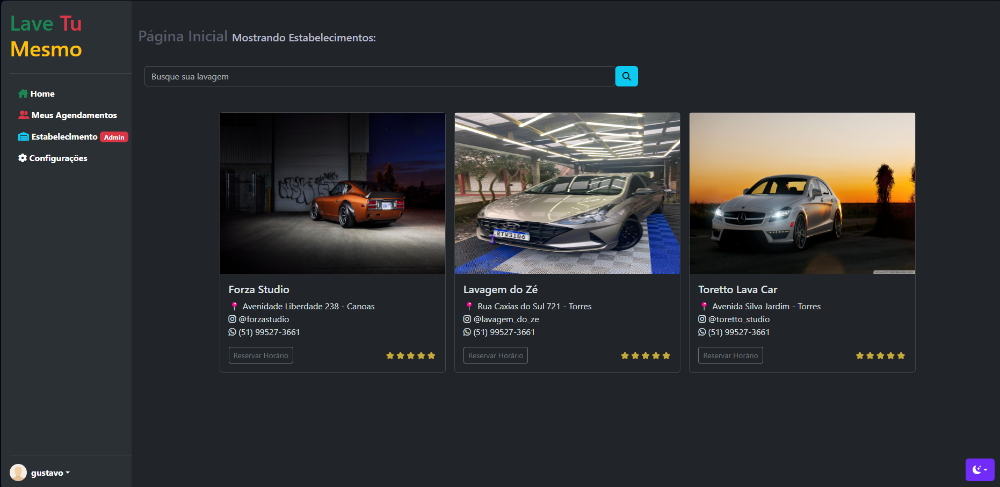 Lave Tu
Mesmo
Home
Meus Agendamentos
Estabelecimento Admin
Configurações
gustavo
Página Inicial Mostrando Estabelecimentos:
Busque sua lavagem
RTW3I06
Forza Studio
Avenidade Liberdade 238 - Canoas
@forzastudio
(51) 99527-3661
Reservar Horário
Lavagem do Zé
Rua Caxias do Sul 721 - Torres
@lavagem_do_ze
(51) 99527-3661
Reservar Horário
Toretto Lava Car
Avenida Silva Jardim - Torres
@toretto_studio
(51) 99527-3661
Reservar Horário